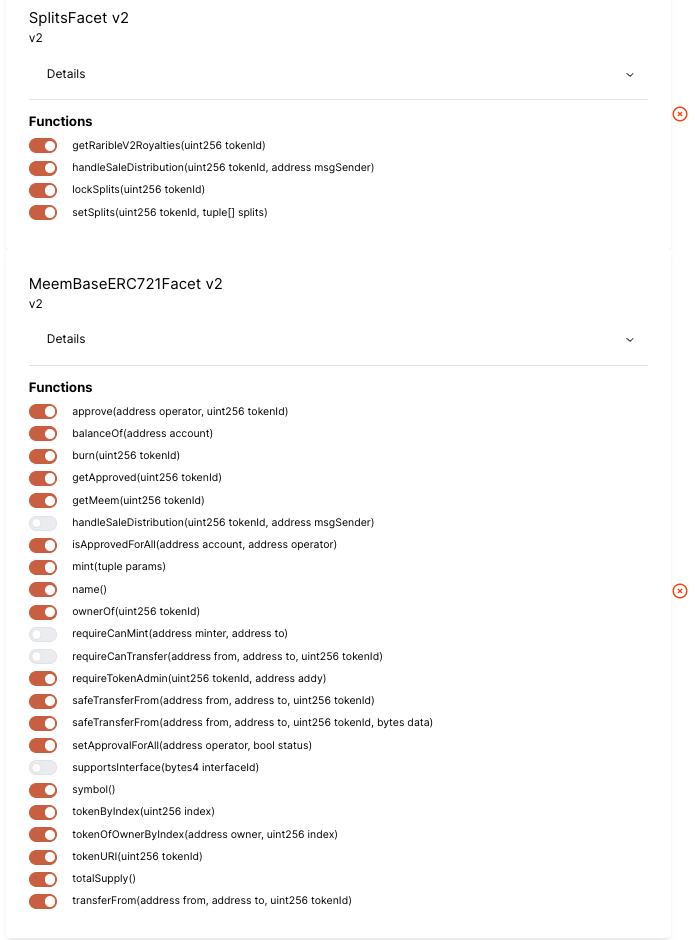 SplitsFacet v2
v2
Details
Functions
getRaribleV2Royalties(uint256 tokenId)
handleSaleDistribution(uint256 tokenId, address msgSender)
lockSplits(uint256 tokenId)
setSplits(uint256 tokenId, tuple[] splits)
MeemBaseERC721Facet v2
v2
Details
Functions
approve(address operator, uint256 tokenId)
balanceOf(address account)
burn(uint256 tokenId)
getApproved(uint256 tokenId)
getMeem(uint256 tokenId)
handleSaleDistribution(uint256 tokenId, address msgSender)
isApprovedForAll(address account, address operator)
mint(tuple params)
name()
ownerOf(uint256 tokenId)
requireCanMint(address minter, address to)
requireCanTransfer(address from, address to, uint256 tokenId)
requireTokenAdmin(uint256 tokenId, address addy)
safeTransferFrom(address from, address to, uint256 tokenId)
safeTransferFrom(address from, address to, uint256 tokenId, bytes data)
setApprovalForAll(address operator, bool status)
supportsInterface(bytes4 interfaceId)
symbol()
tokenByIndex(uint256 index)
tokenOfOwnerByIndex(address owner, uint256 index)
tokenURI(uint256 tokenId)
totalSupply()
transferFrom(address from, address to, uint256 tokenId)